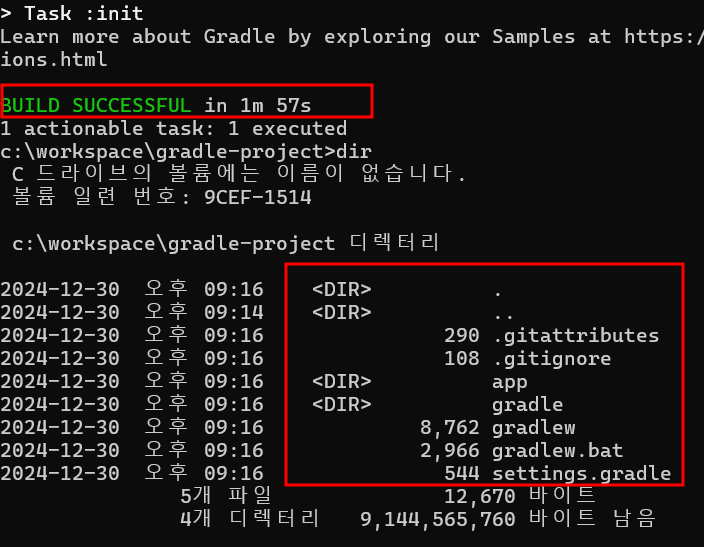 > Task :init
Learn more about Gradle by exploring our Samples at https:/
ions.html
BUILD SUCCESSFUL in 1m 57s
1 actionable task: 1 executed
c:\workspace\gradle-project>dir
 C 드라이브의 볼륨에는 이름이 없습니다.
 볼륨 일련 번호: 9CEF-1514
 c:\workspace\gradle-project 디렉터리
2024-12-30  오후 09:16    <DIR>          .
2024-12-30  오후 09:14    <DIR>          ..
2024-12-30  오후 09:16               290 .gitattributes
2024-12-30  오후 09:16               108 .gitignore
2024-12-30  오후 09:16    <DIR>          app
2024-12-30  오후 09:16    <DIR>          gradle
2024-12-30  오후 09:16             8,762 gradlew
2024-12-30  오후 09:16             2,966 gradlew.bat
2024-12-30  오후 09:16               544 settings.gradle
               5개 파일              12,670 바이트
               4개 디렉터리   9,144,565,760 바이트 남음